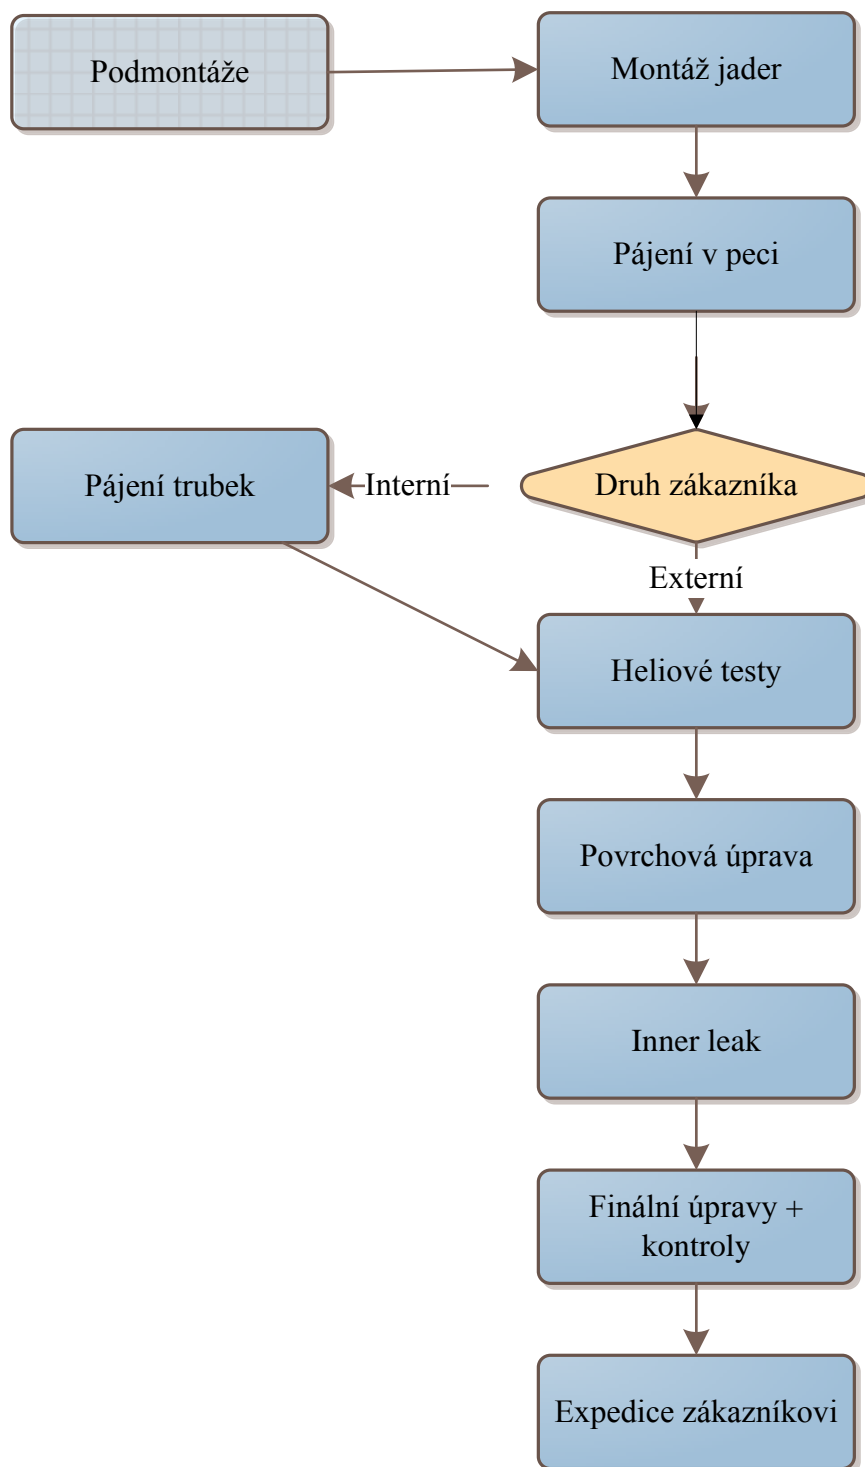 Podmontáže
Montáž jader
Pájení v peci
Pájení trubek
Interní
Druh zákazníka
Externí
Heliové testy
Povrchová úprava
Inner leak
Finální úpravy +
kontroly
Expedice zákazníkovi